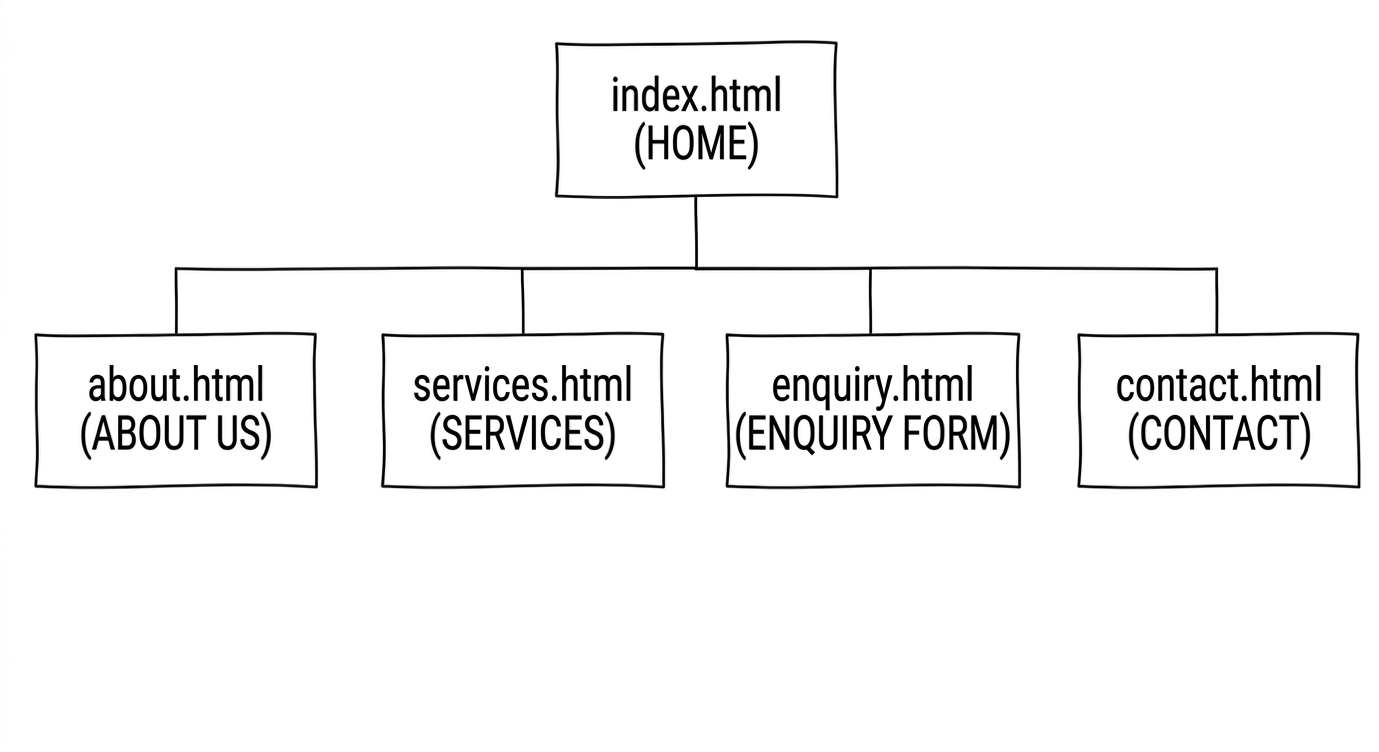 index.html
(HOME)
about.html
(ABOUT US)
services.html
(SERVICES)
enquiry.html
(ENQUIRY FORM)
contact.html
(CONTACT)